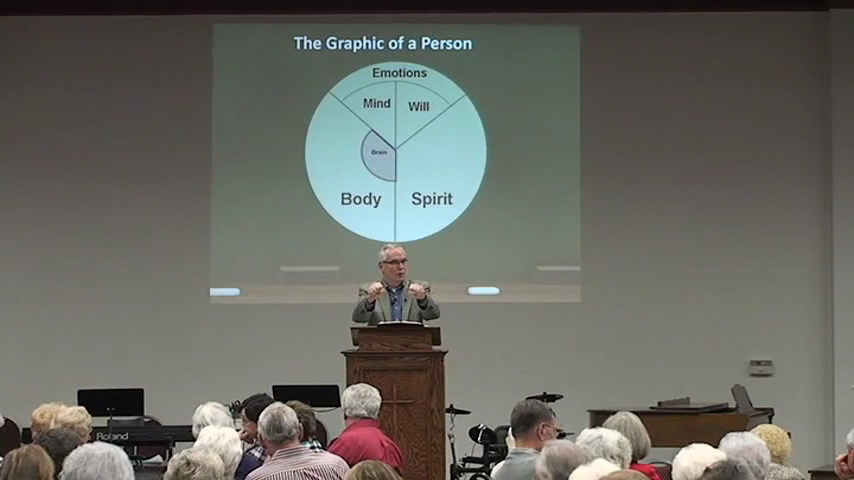 The Graphic of a Person
Emotions
Mind
Will
Brain
Body
Spirit
Roland